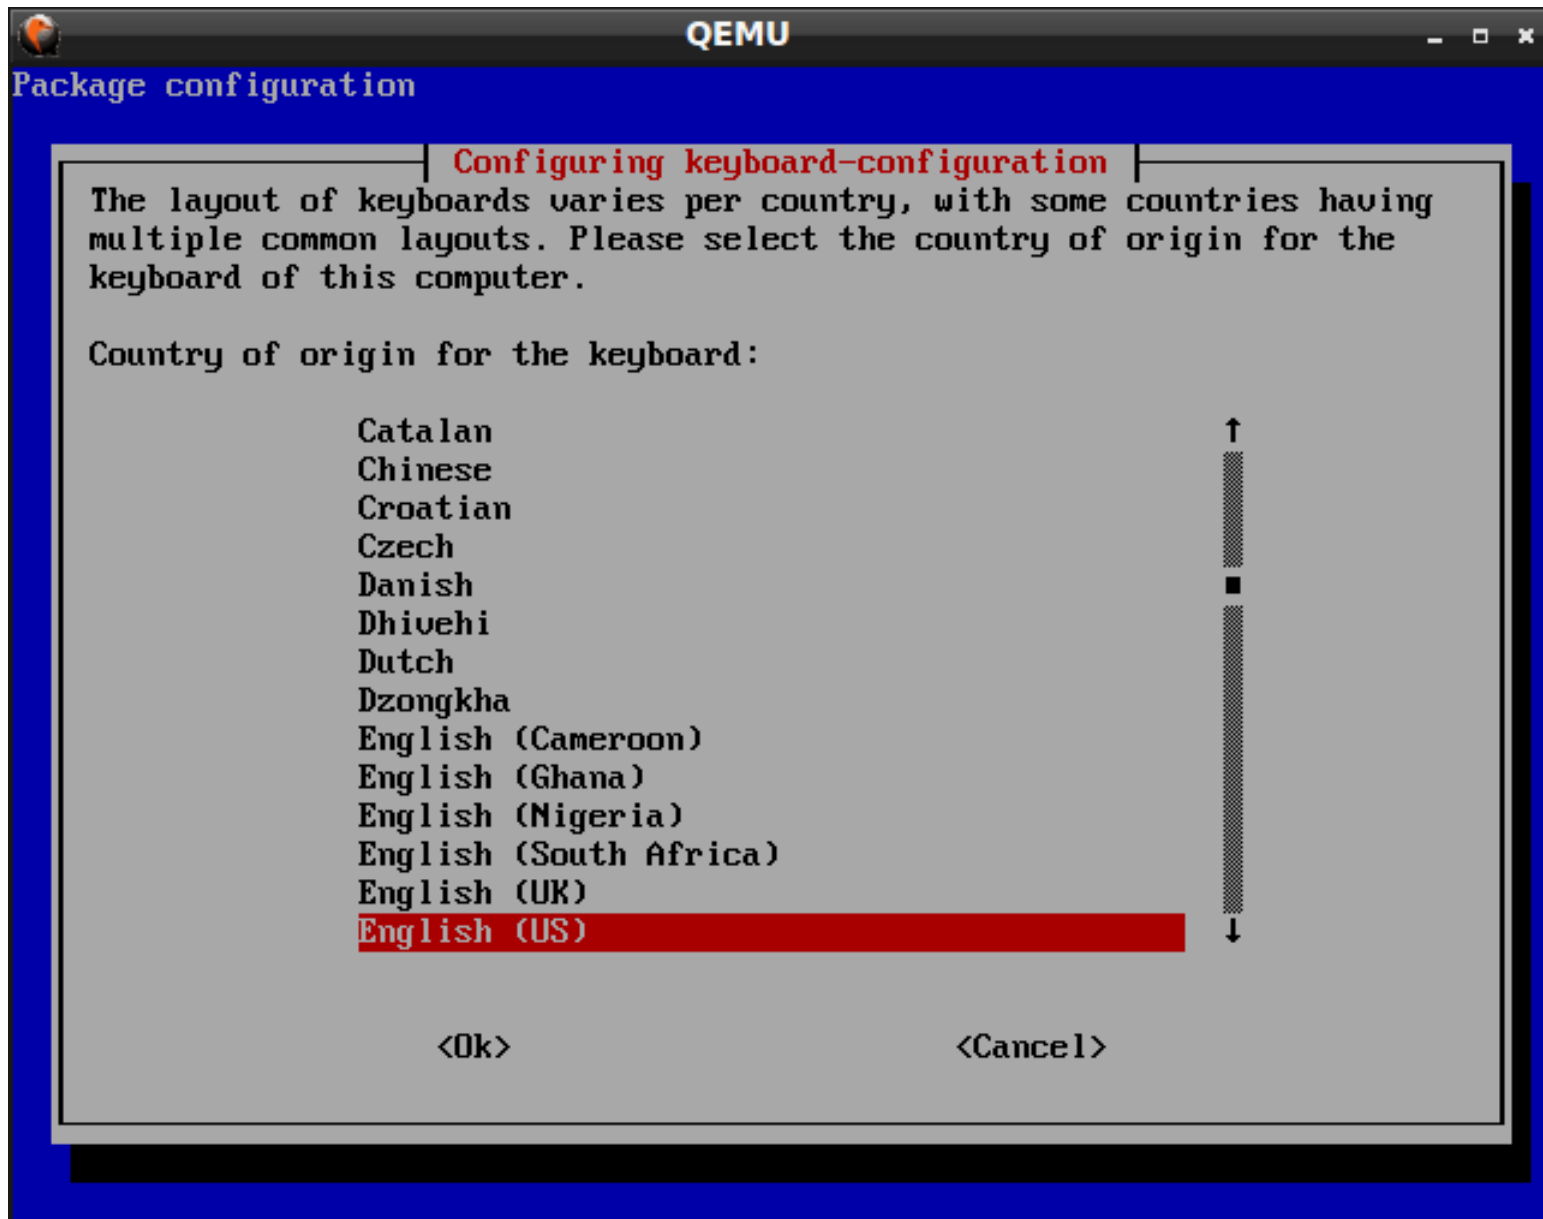 QEMU
Package configuration
Configuring keyboard-configuration
The layout of keyboards varies per country, with some countries having
multiple common layouts. Please select the country of origin for the
keyboard of this computer.
Country of origin for the keyboard:
Catalan
Chinese
Croatian
Czech
Danish
Dhivehi
Dutch
Dzongkha
English (Cameroon)
English (Ghana)
English (Nigeria)
English (South Africa)
English (UK)
English (US)
<Ok> <Cancel>